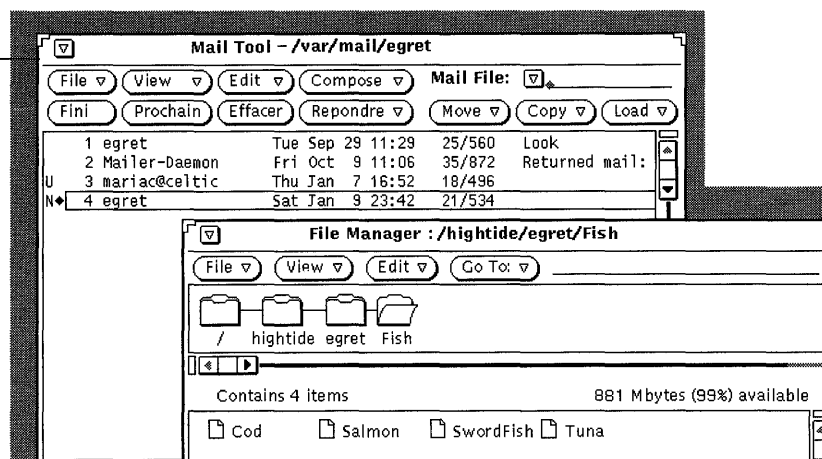 Mail Tool – /var/mail/egret
File View Edit Compose Mail File:
Fini Prochain Effacer Repondre Move Copy Load
1 egret Tue Sep 29 11:29 25/560 Look
2 Mailer-Daemon Fri Oct 9 11:06 35/872 Returned mail:
U 3 mariac@celtic Thu Jan 7 16:52 18/496
N◆ 4 egret Sat Jan 9 23:42 21/534
File Manager : /hightide/egret/Fish
File View Edit Go To:
/ hightide egret Fish
Contains 4 items 881 Mbytes (99%) available
Cod Salmon SwordFish Tuna